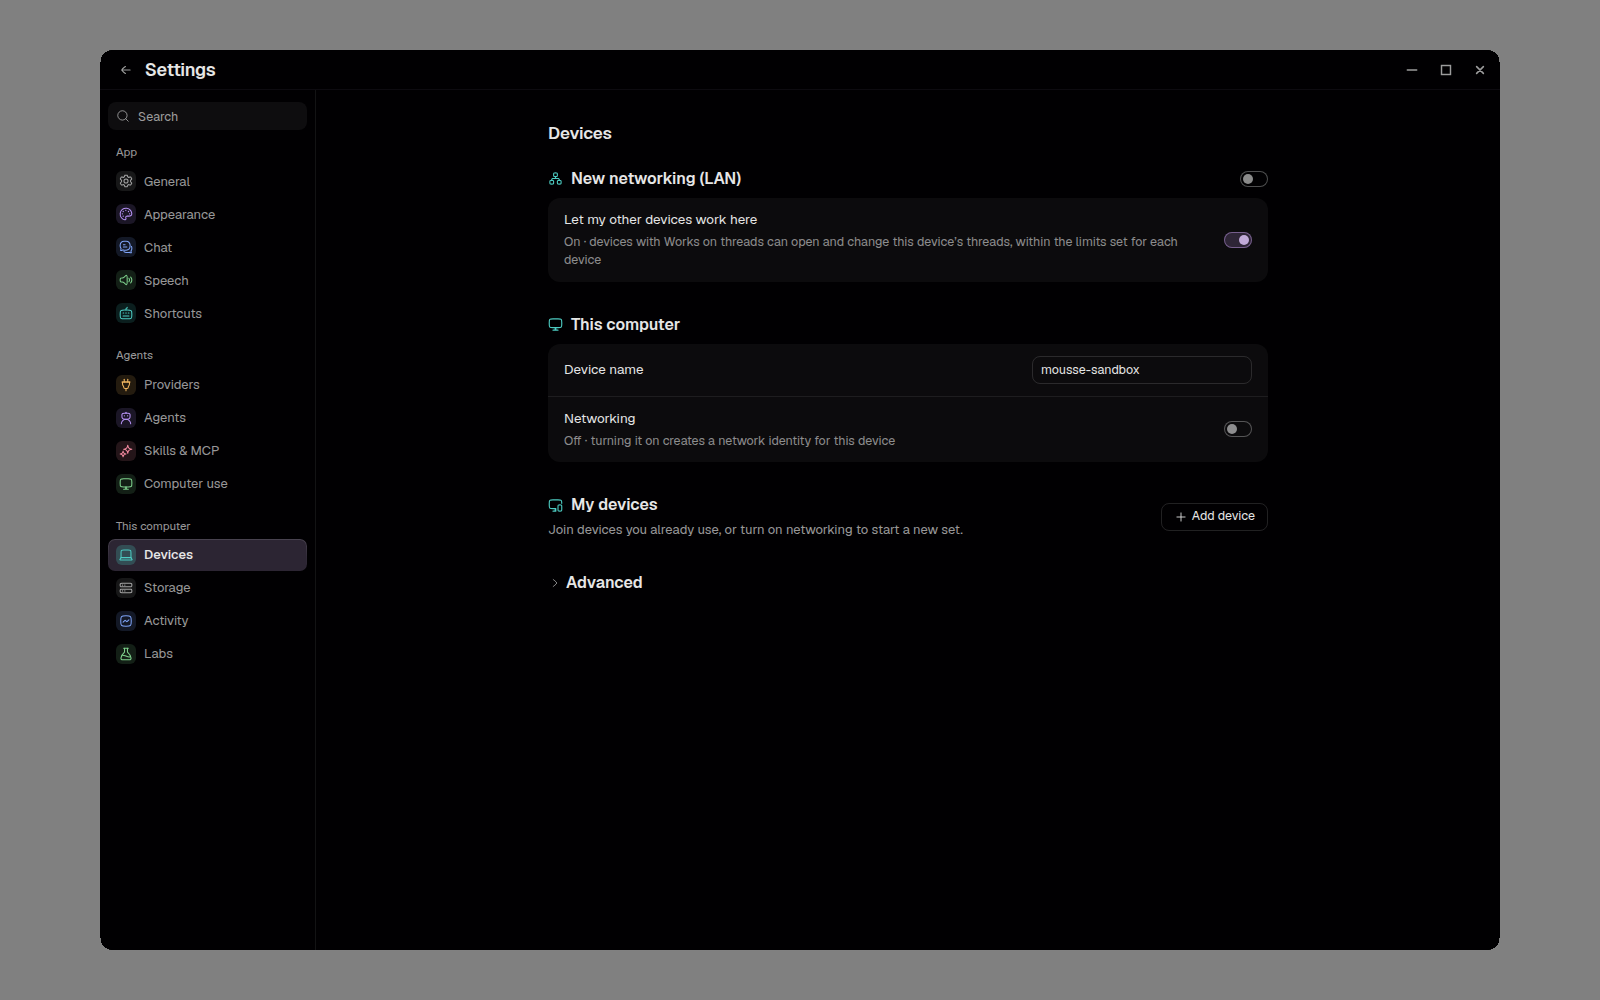 Settings
Search
App
General
Appearance
Chat
Speech
Shortcuts
Agents
Providers
Agents
Skills & MCP
Computer use
This computer
Devices
Storage
Activity
Labs
Devices
New networking (LAN)
Let my other devices work here
On · devices with Works on threads can open and change this device's threads, within the limits set for each
device
This computer
Device name
mousse-sandbox
Networking
Off · turning it on creates a network identity for this device
My devices
Join devices you already use, or turn on networking to start a new set.
Add device
Advanced